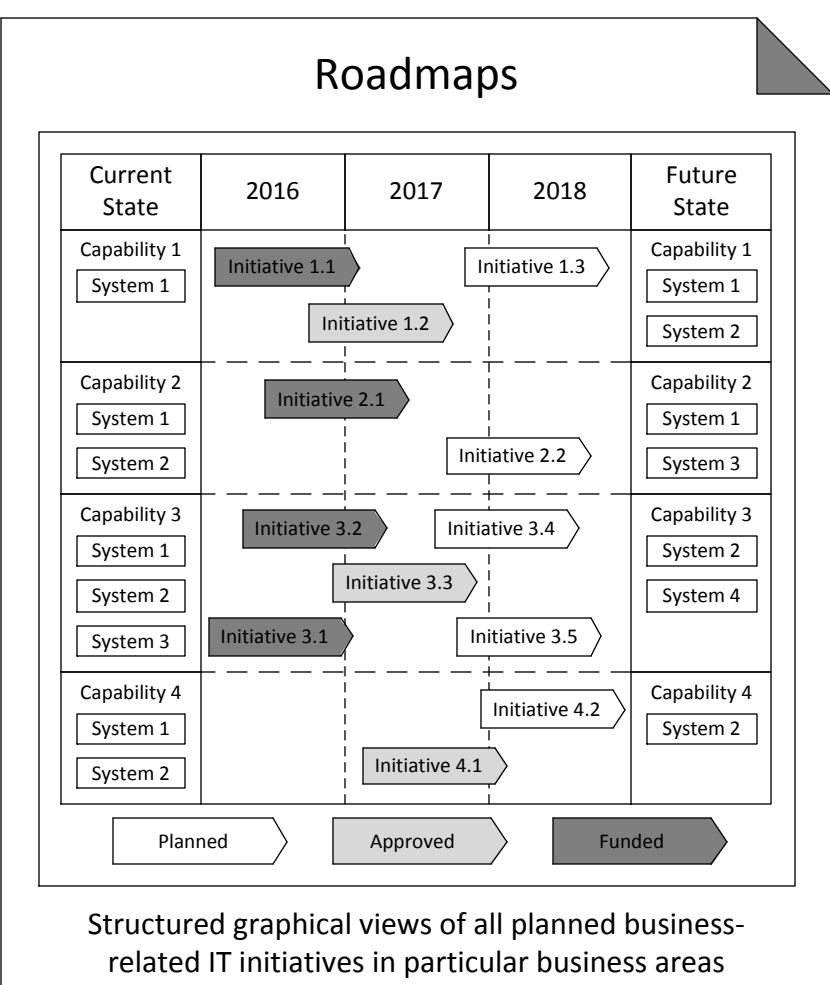 Roadmaps
Current
State
2016
2017
2018
Future
State
Capability 1
System 1
Initiative 1.1
Initiative 1.3
Initiative 1.2
Capability 1
System 1
System 2
Capability 2
System 1
System 2
Initiative 2.1
Initiative 2.2
Capability 2
System 1
System 3
Capability 3
System 1
System 2
System 3
Initiative 3.2
Initiative 3.4
Initiative 3.3
Initiative 3.1
Initiative 3.5
Capability 3
System 2
System 4
Capability 4
System 1
System 2
Initiative 4.2
Initiative 4.1
Capability 4
System 2
Planned
Approved
Funded
Structured graphical views of all planned business-
related IT initiatives in particular business areas